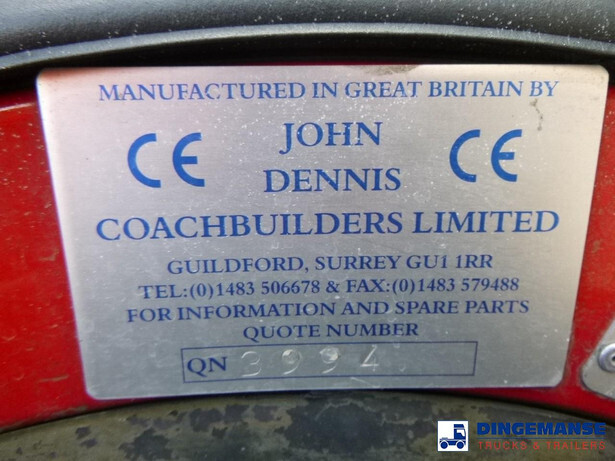 MANUFACTURED IN GREAT BRITAIN BY
CE JOHN CE
DENNIS
COACHBUILDERS LIMITED
GUILDFORD, SURREY GU1 1RR
TEL:(0)1483 506678 & FAX:(0)1483 579488
FOR INFORMATION AND SPARE PARTS
QUOTE NUMBER
QN 3994
DINGEMANSE
TRUCKS & TRAILERS